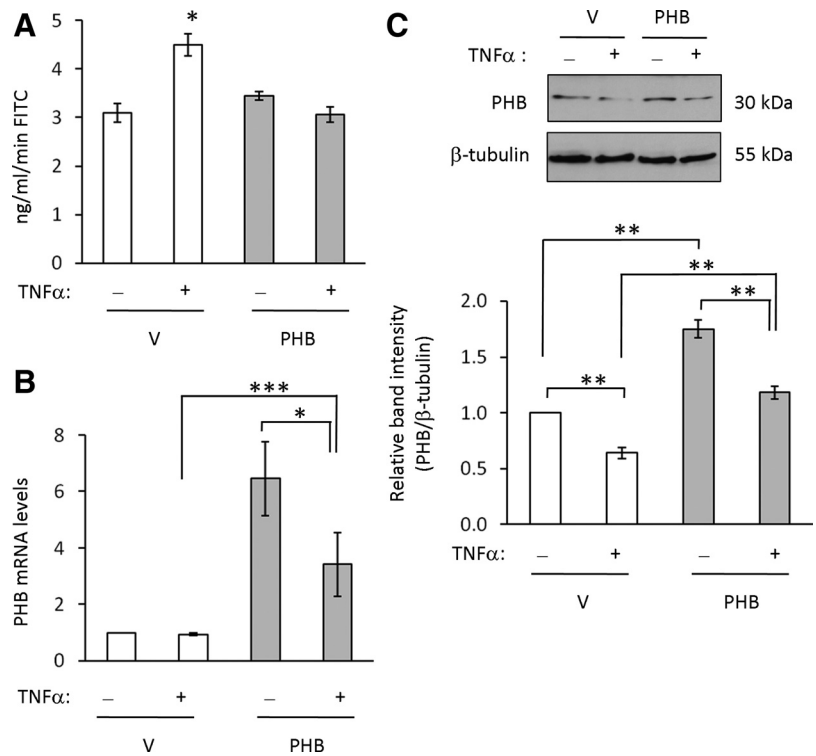 A
ng/ml/min FITC
5
4
3
2
1
0
*
TNFα: – + – +
V PHB
B
PHB mRNA levels
8
6
4
2
0
***
*
TNFα: – + – +
V PHB
C
V PHB
TNFα : – + – +
PHB 30 kDa
β-tubulin 55 kDa
Relative band intensity
(PHB/β-tubulin)
2.0
1.5
1.0
0.5
0.0
**
**
**
**
TNFα: – + – +
V PHB